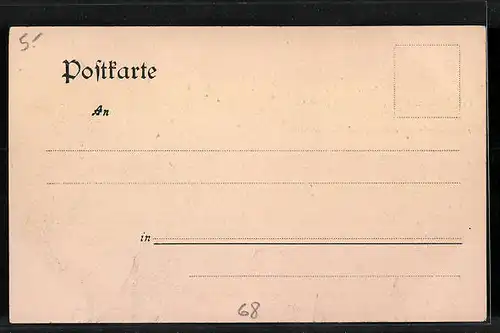 5.-
Poſtkarte
An
in
68